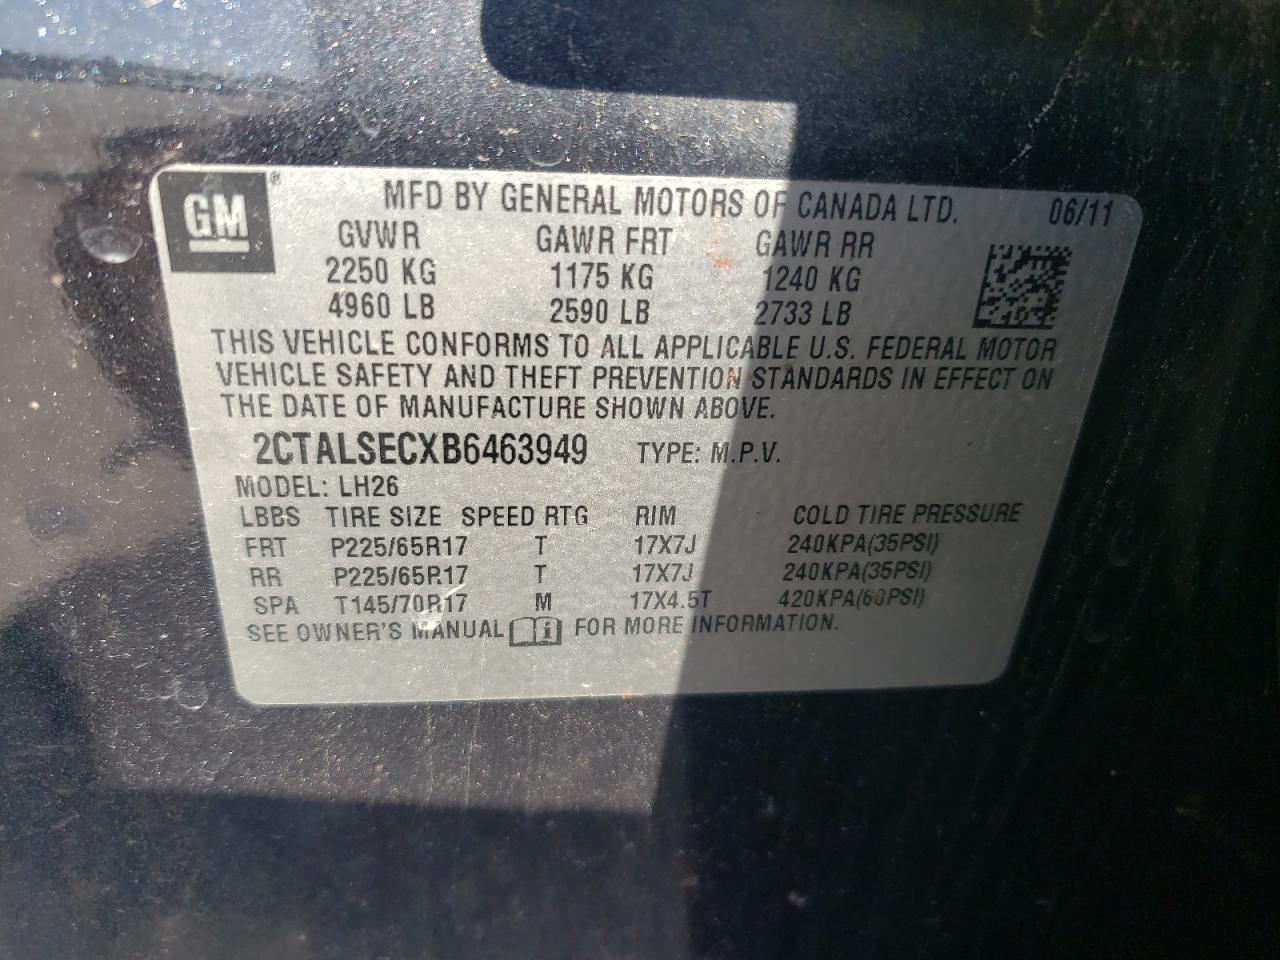 GM® MFD BY GENERAL MOTORS OF CANADA LTD. 06/11
GVWR GAWR FRT GAWR RR
2250 KG 1175 KG 1240 KG
4960 LB 2590 LB 2733 LB
THIS VEHICLE CONFORMS TO ALL APPLICABLE U.S. FEDERAL MOTOR
VEHICLE SAFETY AND THEFT PREVENTION STANDARDS IN EFFECT ON
THE DATE OF MANUFACTURE SHOWN ABOVE.
2CTALSECXB6463949 TYPE: M.P.V.
MODEL: LH26
LBBS TIRE SIZE SPEED RTG RIM COLD TIRE PRESSURE
FRT P225/65R17 T 17X7J 240KPA(35PSI)
RR P225/65R17 T 17X7J 240KPA(35PSI)
SPA T145/70R17 M 17X4.5T 420KPA(60PSI)
SEE OWNER'S MANUAL FOR MORE INFORMATION.